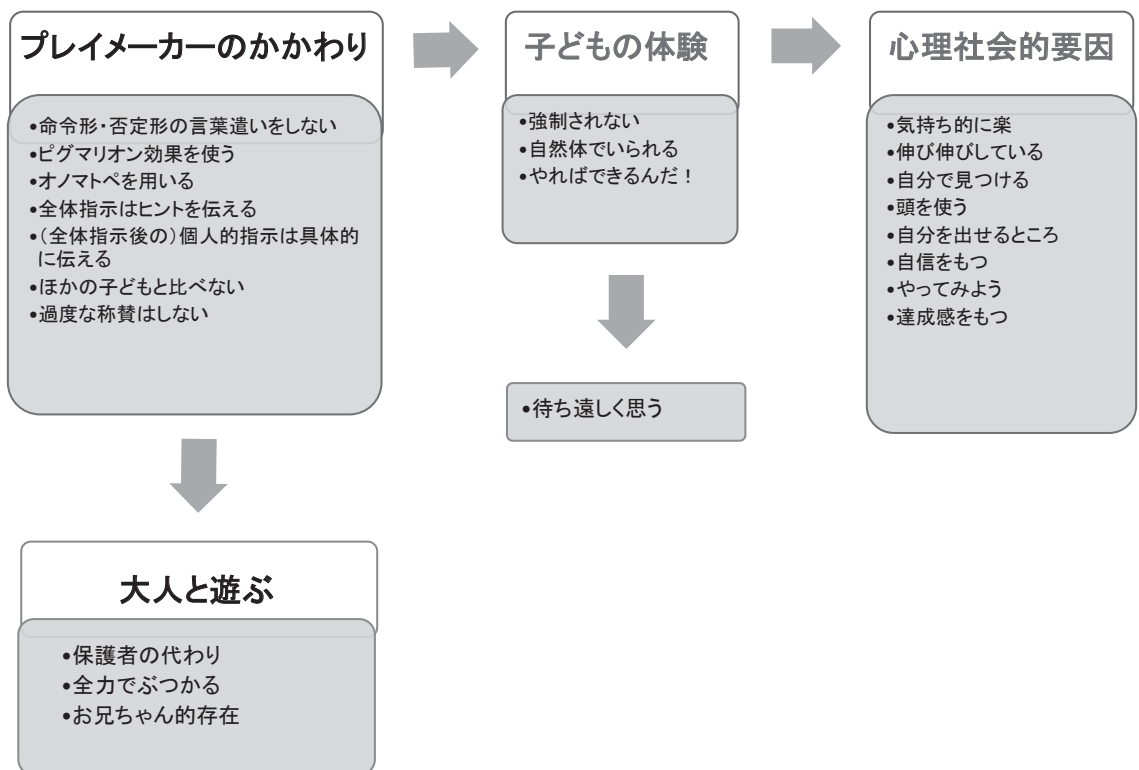 プレイメーカーのかかわり
•命令形・否定形の言葉遣いをしない
•ピグマリオン効果を使う
•オノマトペを用いる
•全体指示はヒントを伝える
•（全体指示後の）個人的指示は具体的
に伝える
•ほかの子どもと比べない
•過度な称賛はしない
子どもの体験
•強制されない
•自然体でいられる
•やればできるんだ！
•待ち遠しく思う
心理社会的要因
•気持ち的に楽
•伸び伸びしている
•自分で見つける
•頭を使う
•自分を出せるところ
•自信をもつ
•やってみよう
•達成感をもつ
大人と遊ぶ
•保護者の代わり
•全力でぶつかる
•お兄ちゃん的存在